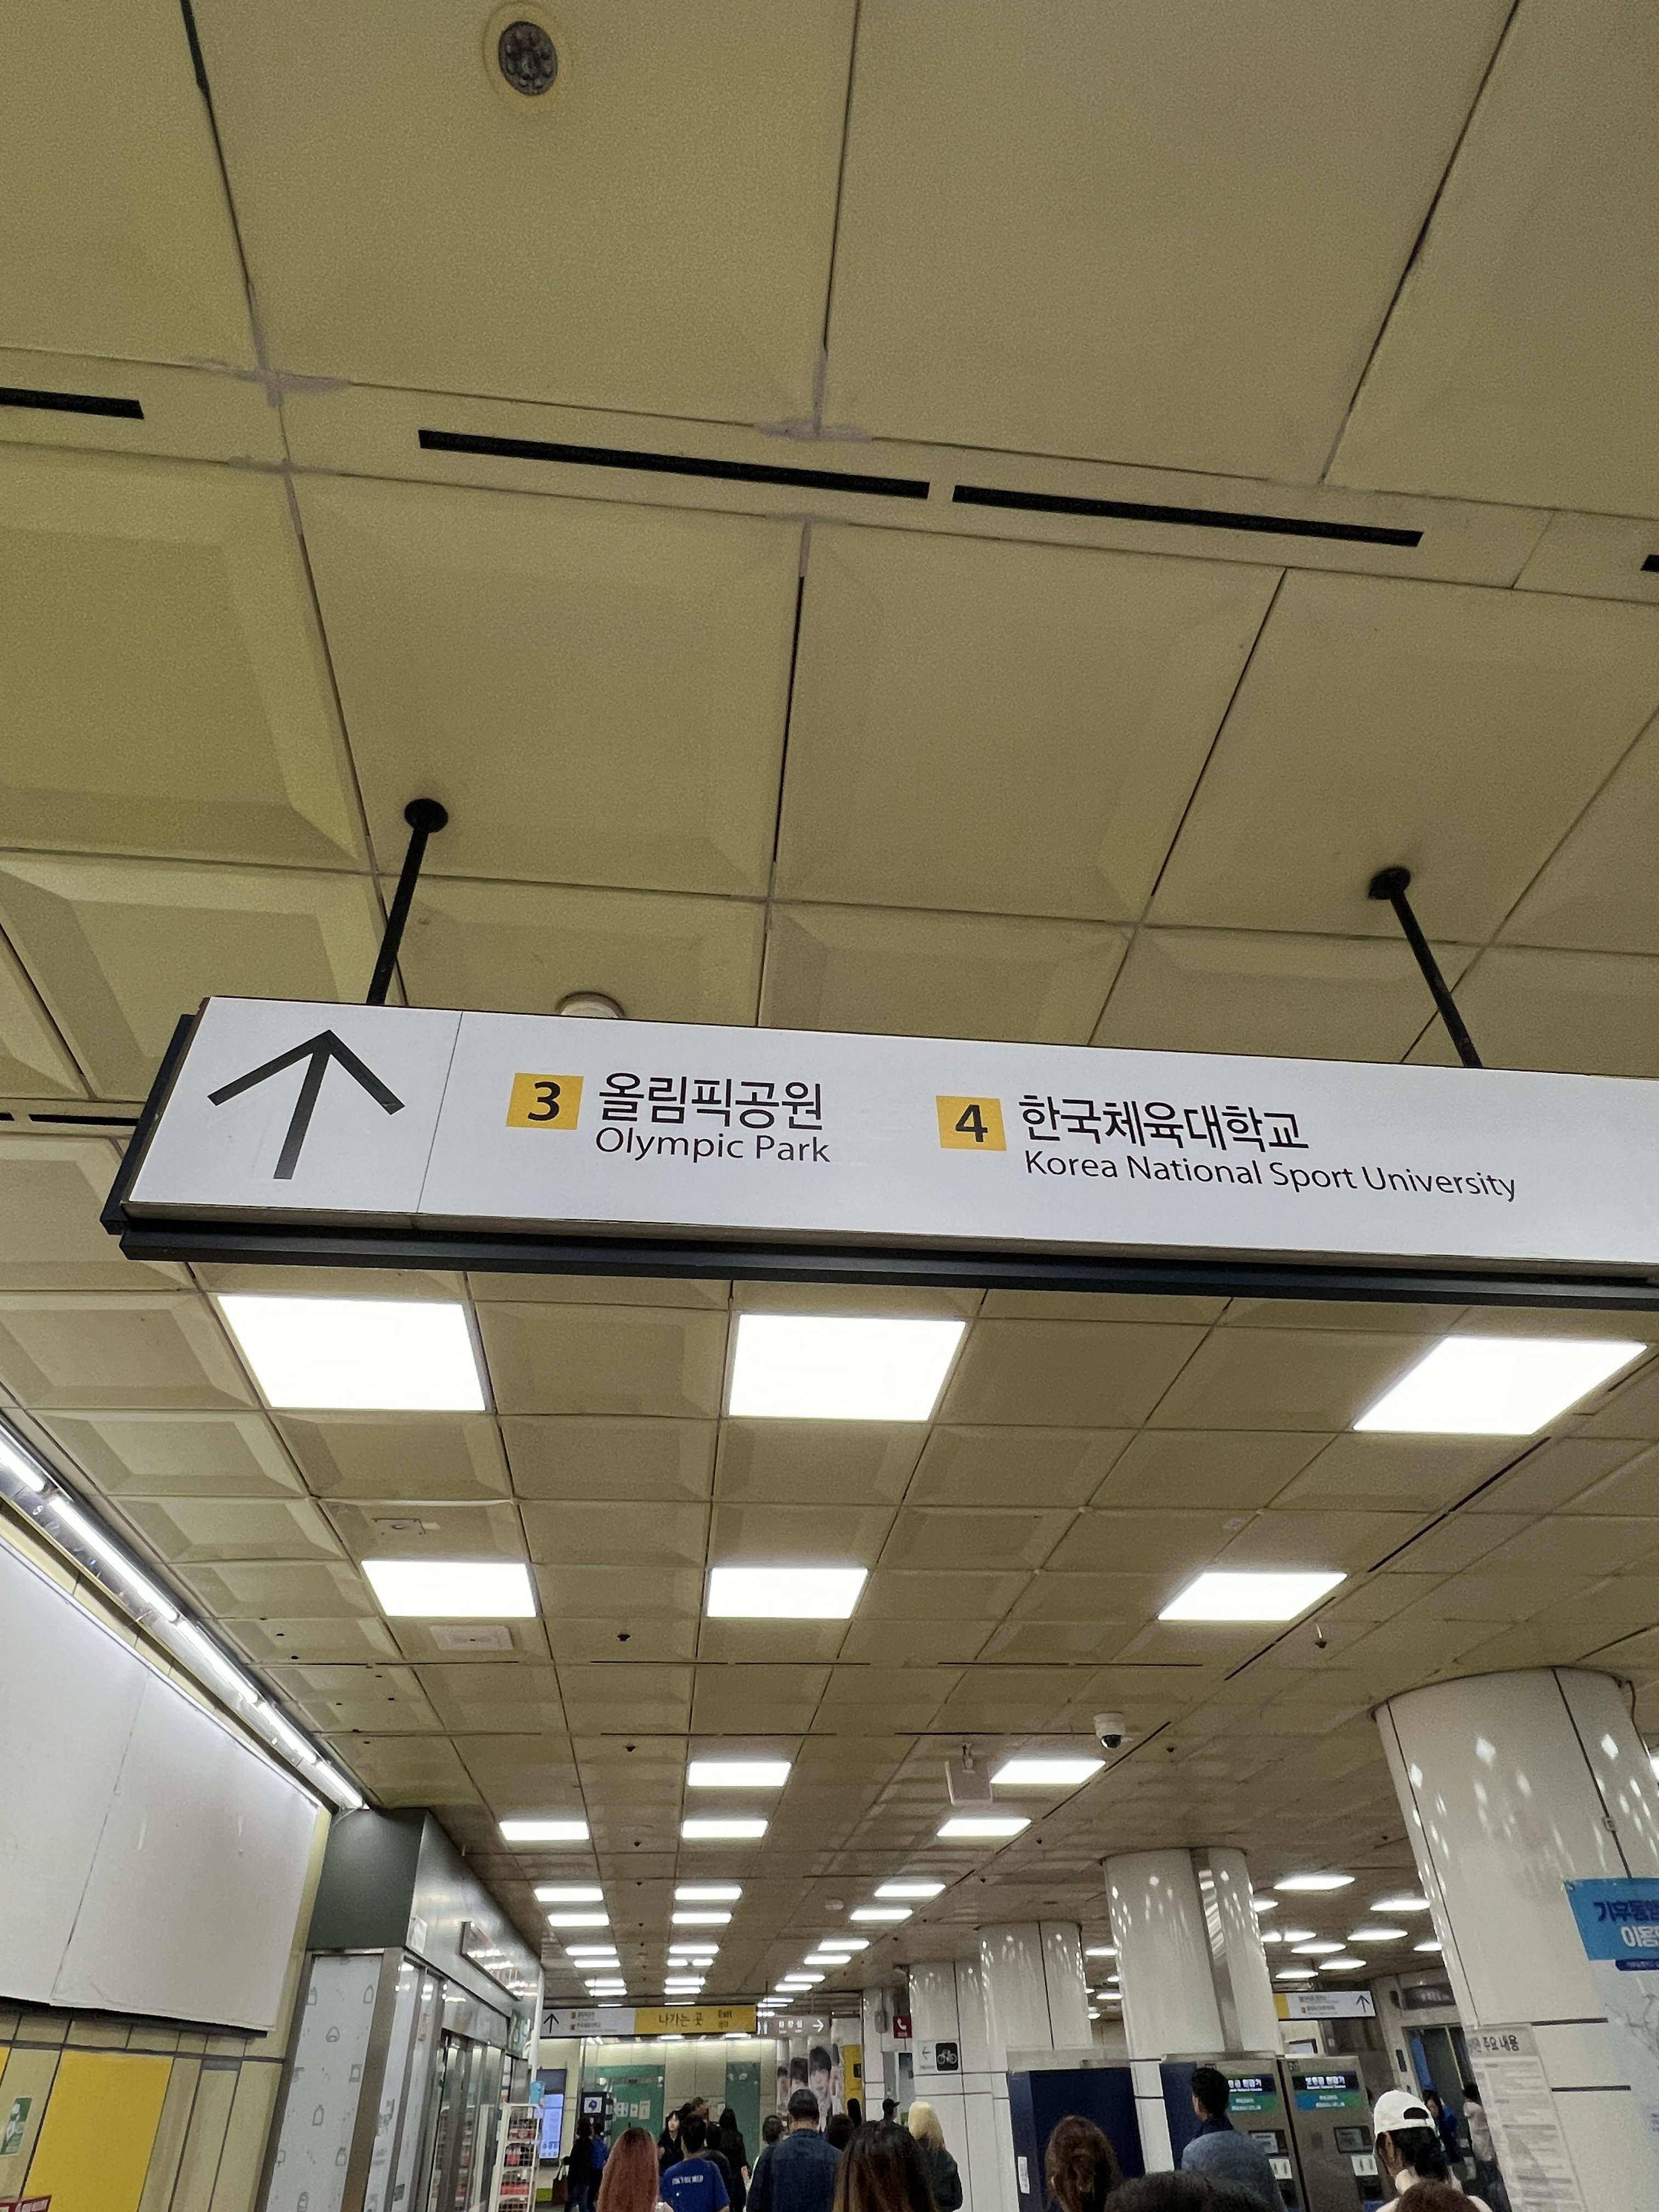 3 올림픽공원
Olympic Park
4 한국체육대학교
Korea National Sport University
나가는 곳
Exit